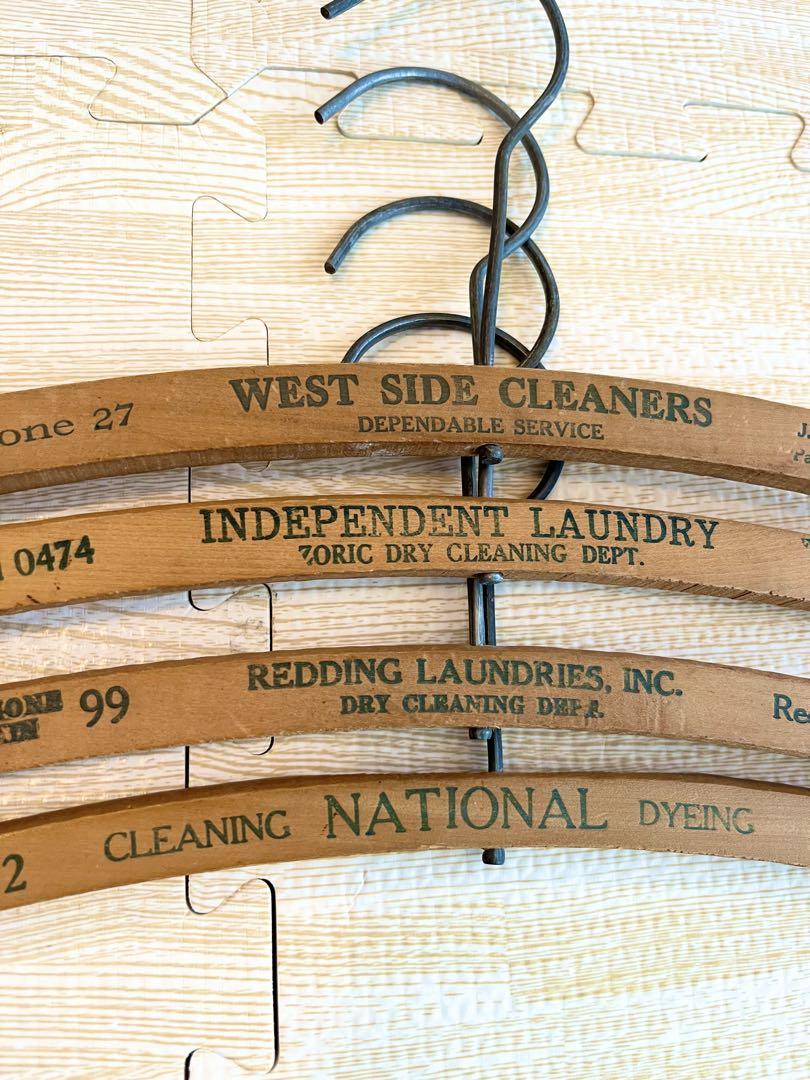 one 27
WEST SIDE CLEANERS
DEPENDABLE SERVICE
J.
0474
INDEPENDENT LAUNDRY
ZORIC DRY CLEANING DEPT.
99
REDDING LAUNDRIES, INC.
DRY CLEANING DEPT.
Re
2
CLEANING NATIONAL DYEING